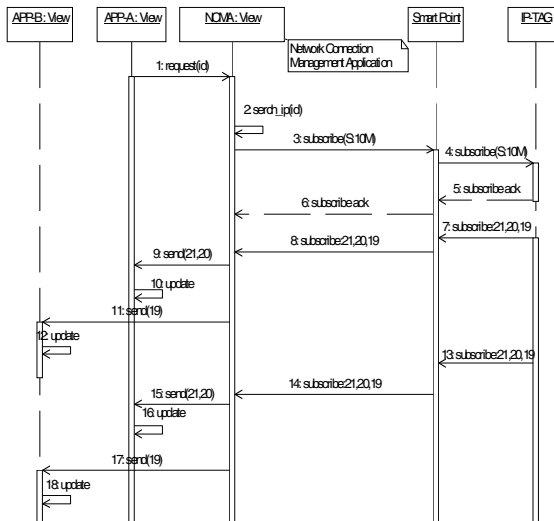 APP-B: View
APP-A: View
NCMA: View
Smart Point
IP-TAG
Network Connection
Management Application
1: request(id)
2: serch_ip(id)
3: subscribe(S:10M)
4: subscribe(S:10M)
5: subscribe ack
6: subscribe ack
7: subscribe:21,20,19
8: subscribe:21,20,19
9: send(21,20)
10: update
11: send(19)
12: update
13: subscribe:21,20,19
14: subscribe:21,20,19
15: send(21,20)
16: update
17: send(19)
18: update